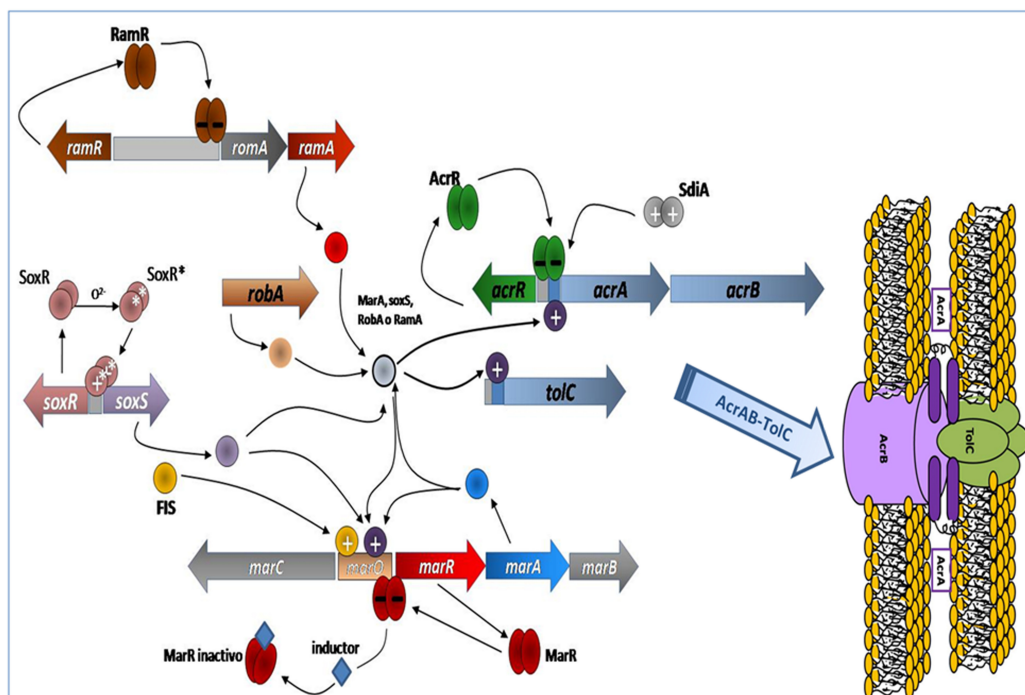 RamR
ramR
romA
ramA
AcrR
SdiA
SoxR
O²⁻
SoxR*
robA
MarA, soxS,
RobA o RamA
acrR
acrA
acrB
soxR
soxS
tolC
AcrAB-TolC
AcrA
AcrB
TolC
AcrA
FIS
marC
marO
marR
marA
marB
MarR inactivo
inductor
MarR